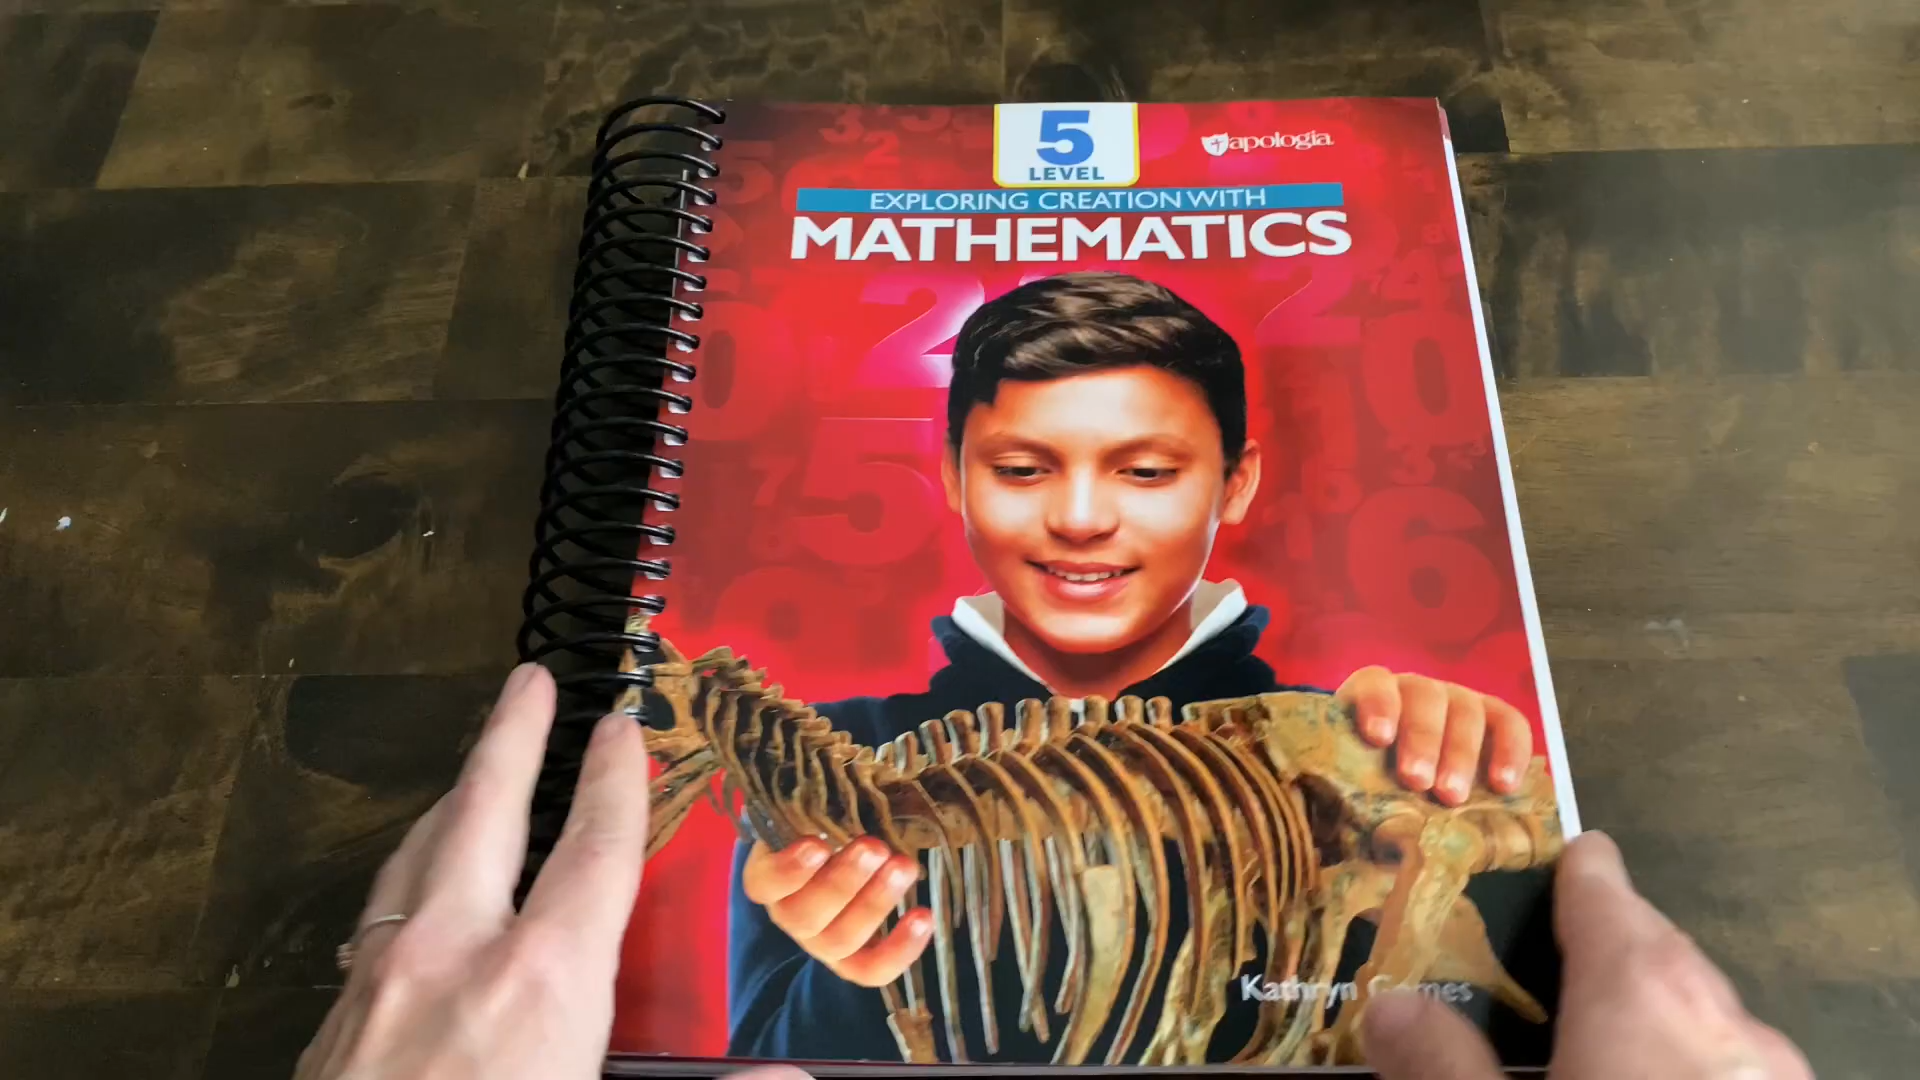 5
LEVEL
apologia
EXPLORING CREATION WITH
MATHEMATICS
Kathryn